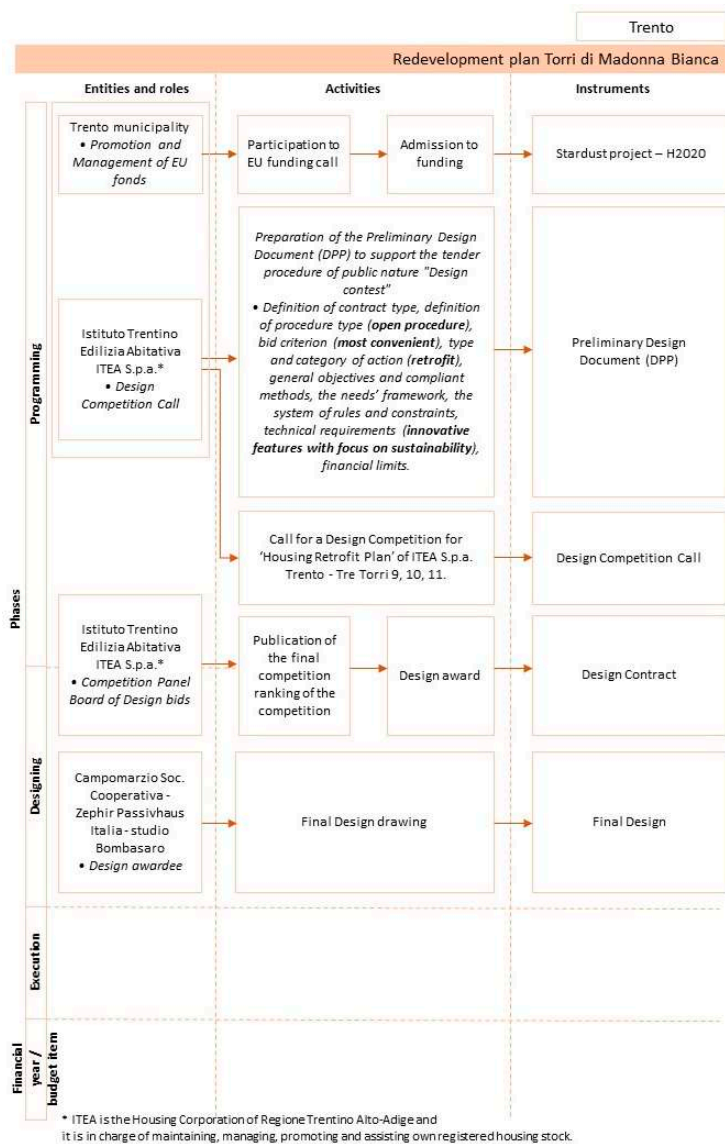 Trento
Redevelopment plan Torri di Madonna Bianca
Entities and roles
Activities
Instruments
Phases
Programming
Trento municipality
• Promotion and
Management of EU
fonds
Participation to
EU funding call
Admission to
funding
Stardust project – H2020
Istituto Trentino
Edilizia Abitativa
ITEA S.p.a.*
• Design
Competition Call
Preparation of the Preliminary Design
Document (DPP) to support the tender
procedure of public nature "Design
contest"
• Definition of contract type, definition
of procedure type (open procedure),
bid criterion (most convenient), type
and category of action (retrofit),
general objectives and compliant
methods, the needs' framework, the
system of rules and constraints,
technical requirements (innovative
features with focus on sustainability),
financial limits.
Preliminary Design
Document (DPP)
Call for a Design Competition for
‘Housing Retrofit Plan’ of ITEA S.p.a.
Trento - Tre Torri 9, 10, 11.
Design Competition Call
Istituto Trentino
Edilizia Abitativa
ITEA S.p.a.*
• Competition Panel
Board of Design bids
Publication of
the final
competition
ranking of the
competition
Design award
Design Contract
Designing
Campomarzio Soc.
Cooperativa -
Zephir Passivhaus
Italia - studio
Bombasaro
• Design awardee
Final Design drawing
Final Design
Execution
Financial
year /
budget item
* ITEA is the Housing Corporation of Regione Trentino Alto-Adige and
it is in charge of maintaining, managing, promoting and assisting own registered housing stock.